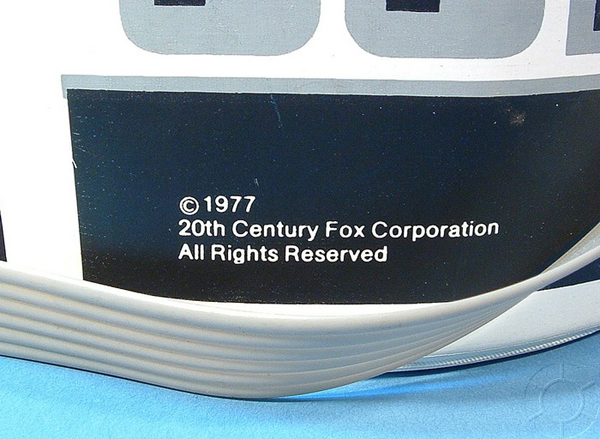 © 1977
20th Century Fox Corporation
All Rights Reserved